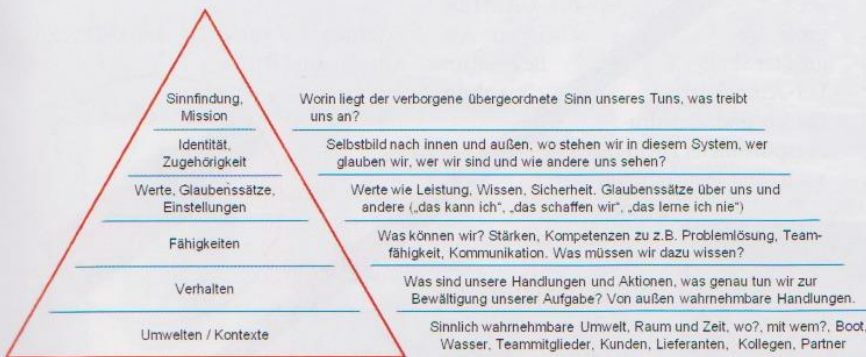 Sinnfindung,
Mission
Worin liegt der verborgene übergeordnete Sinn unseres Tuns, was treibt
uns an?
Identität,
Zugehörigkeit
Selbstbild nach innen und außen, wo stehen wir in diesem System, wer
glauben wir, wer wir sind und wie andere uns sehen?
Werte, Glaubenssätze,
Einstellungen
Werte wie Leistung, Wissen, Sicherheit. Glaubenssätze über uns und
andere („das kann ich“, „das schaffen wir“, „das lerne ich nie“)
Fähigkeiten
Was können wir? Stärken, Kompetenzen zu z.B. Problemlösung, Team-
fähigkeit, Kommunikation. Was müssen wir dazu wissen?
Verhalten
Was sind unsere Handlungen und Aktionen, was genau tun wir zur
Bewältigung unserer Aufgabe? Von außen wahrnehmbare Handlungen.
Umwelten / Kontexte
Sinnlich wahrnehmbare Umwelt, Raum und Zeit, wo?, mit wem?, Boot,
Wasser, Teammitglieder, Kunden, Lieferanten, Kollegen, Partner